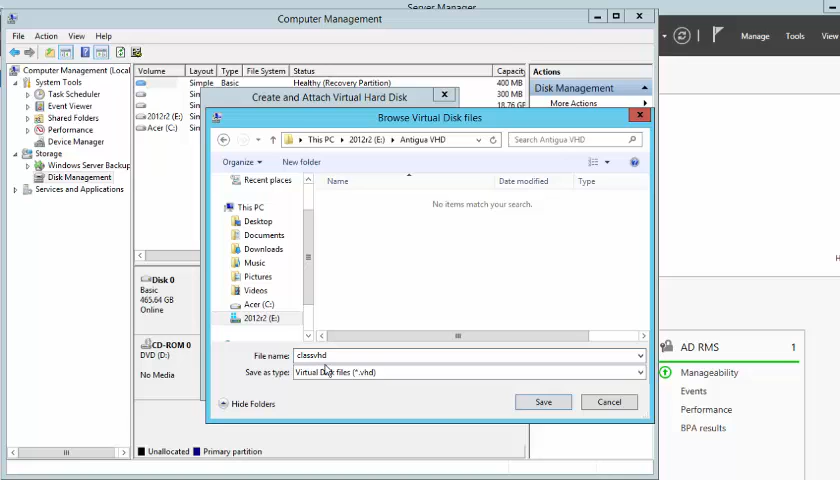 Server Manager
Computer Management
File Action View Help
Manage Tools View
Computer Management (Local
System Tools
Task Scheduler
Event Viewer
Shared Folders
Performance
Device Manager
Storage
Windows Server Backup
Disk Management
Services and Applications
Volume Layout Type File System Status Capacity
Simple Basic Healthy (Recovery Partition) 400 MB
Simple 300 MB
Simple 18.76 GB
2012r2 (E:) Simple
Acer (C:) Simple
Actions
Disk Management
More Actions
Create and Attach Virtual Hard Disk
Browse Virtual Disk files
This PC 2012r2 (E:) Antigua VHD
Search Antigua VHD
Organize New folder
Recent places
This PC
Desktop
Documents
Downloads
Music
Pictures
Videos
Acer (C:)
2012r2 (E:)
Name Date modified Type
No items match your search.
File name: classvhd
Save as type: Virtual Disk files (*.vhd)
Hide Folders
Save Cancel
Disk 0
Basic
465.64 GB
Online
CD-ROM 0
DVD (D:)
No Media
Unallocated Primary partition
AD RMS 1
Manageability
Events
Performance
BPA results